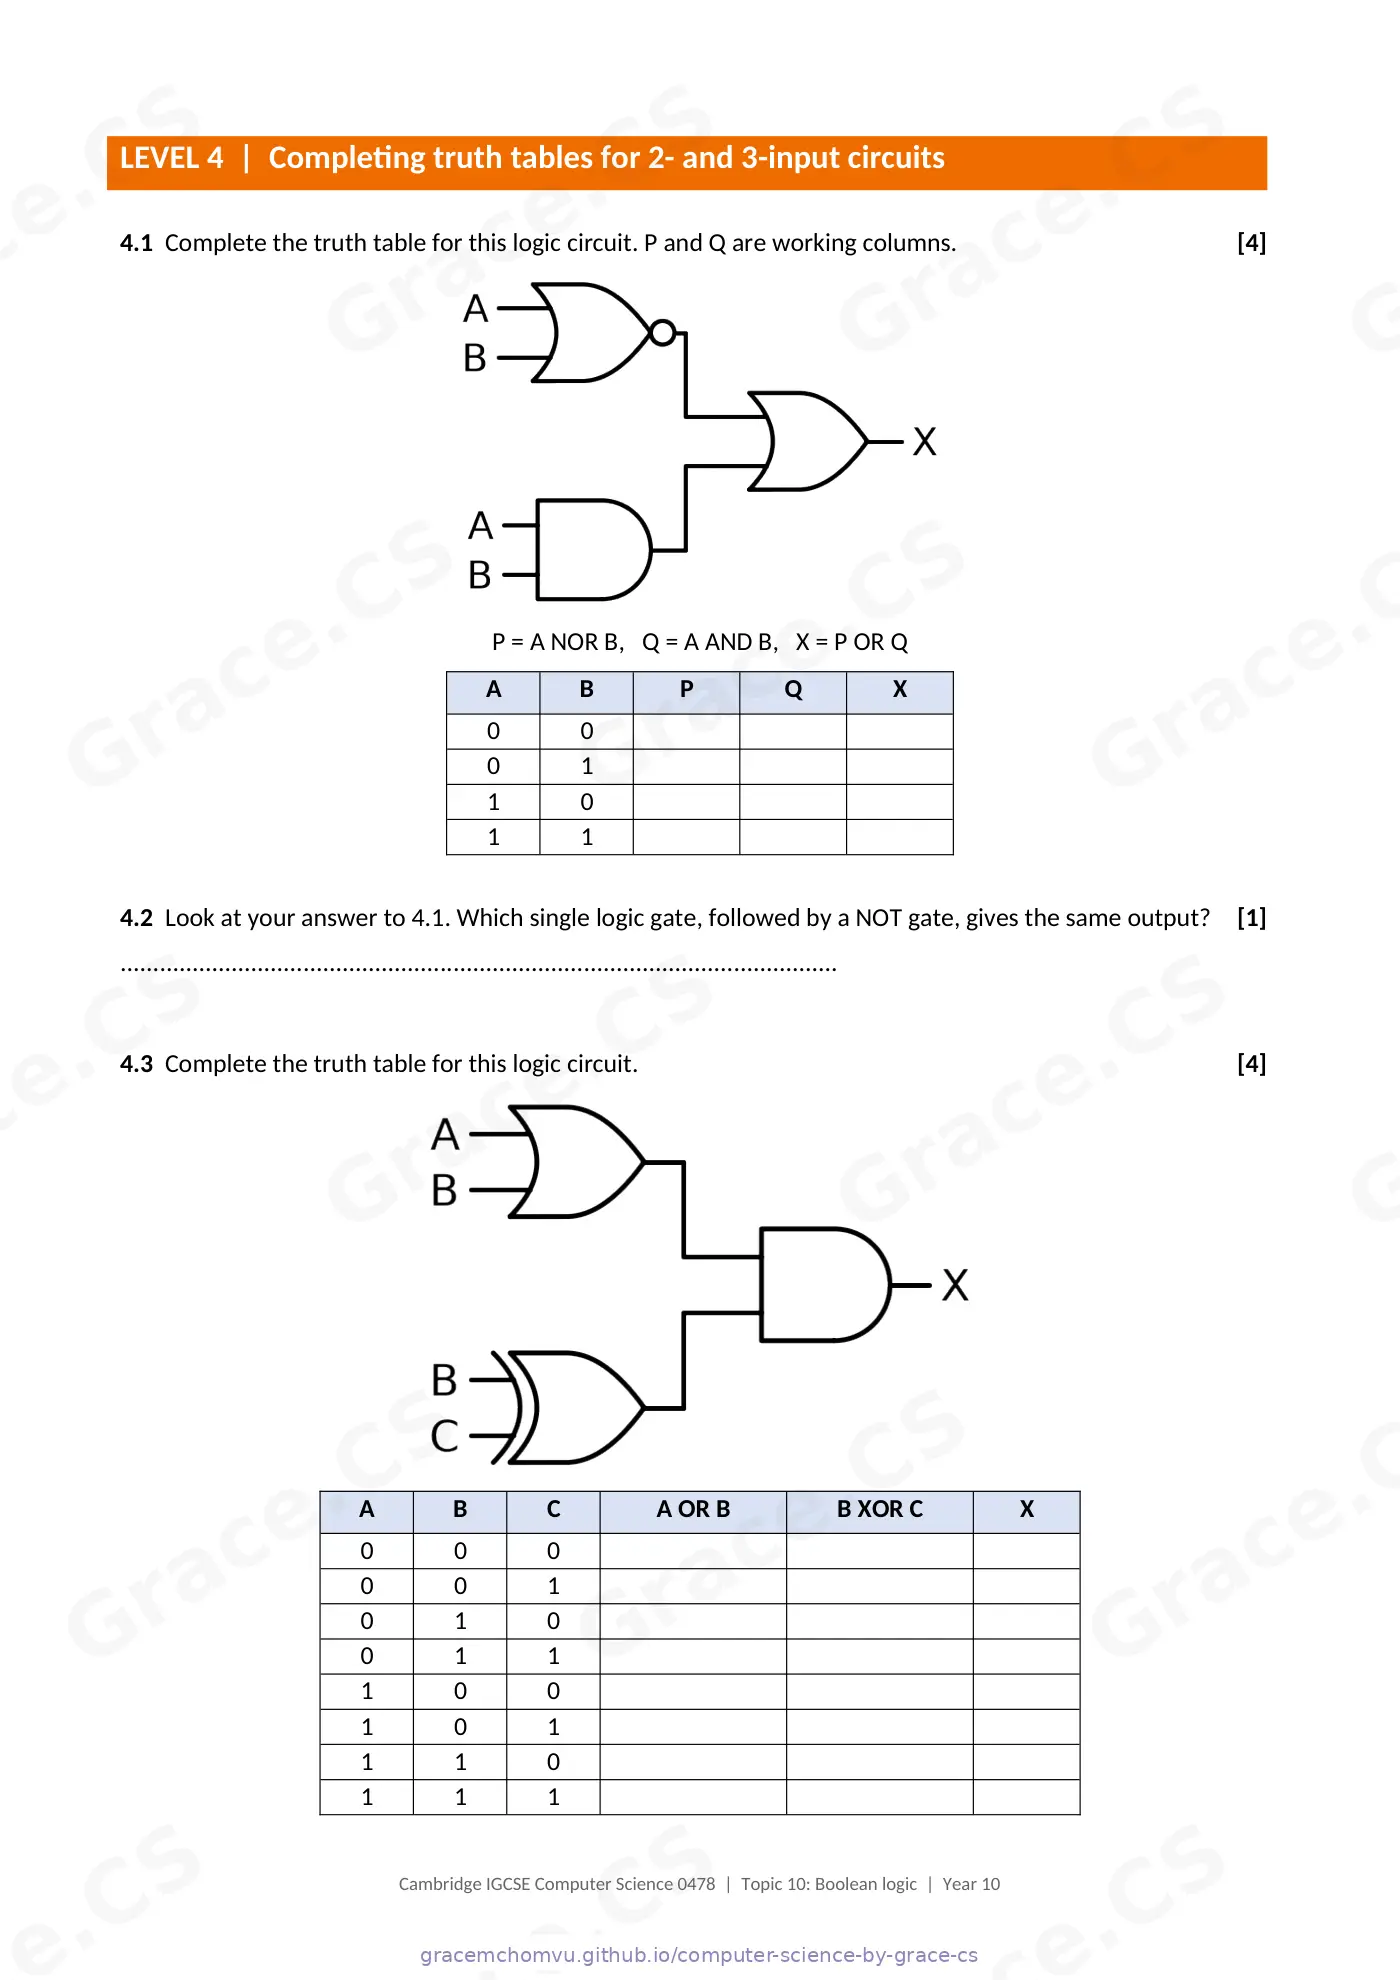 LEVEL 4 | Completing truth tables for 2- and 3-input circuits
4.1 Complete the truth table for this logic circuit. P and Q are working columns. [4]
A
B
X
A
B
P = A NOR B, Q = A AND B, X = P OR Q
A B P Q X
0 0
0 1
1 0
1 1
4.2 Look at your answer to 4.1. Which single logic gate, followed by a NOT gate, gives the same output? [1]
..............................................................................................................
4.3 Complete the truth table for this logic circuit. [4]
A
B
X
B
C
A B C A OR B B XOR C X
0 0 0
0 0 1
0 1 0
0 1 1
1 0 0
1 0 1
1 1 0
1 1 1
Cambridge IGCSE Computer Science 0478 | Topic 10: Boolean logic | Year 10
gracemchomvu.github.io/computer-science-by-grace-cs
Grace.CS